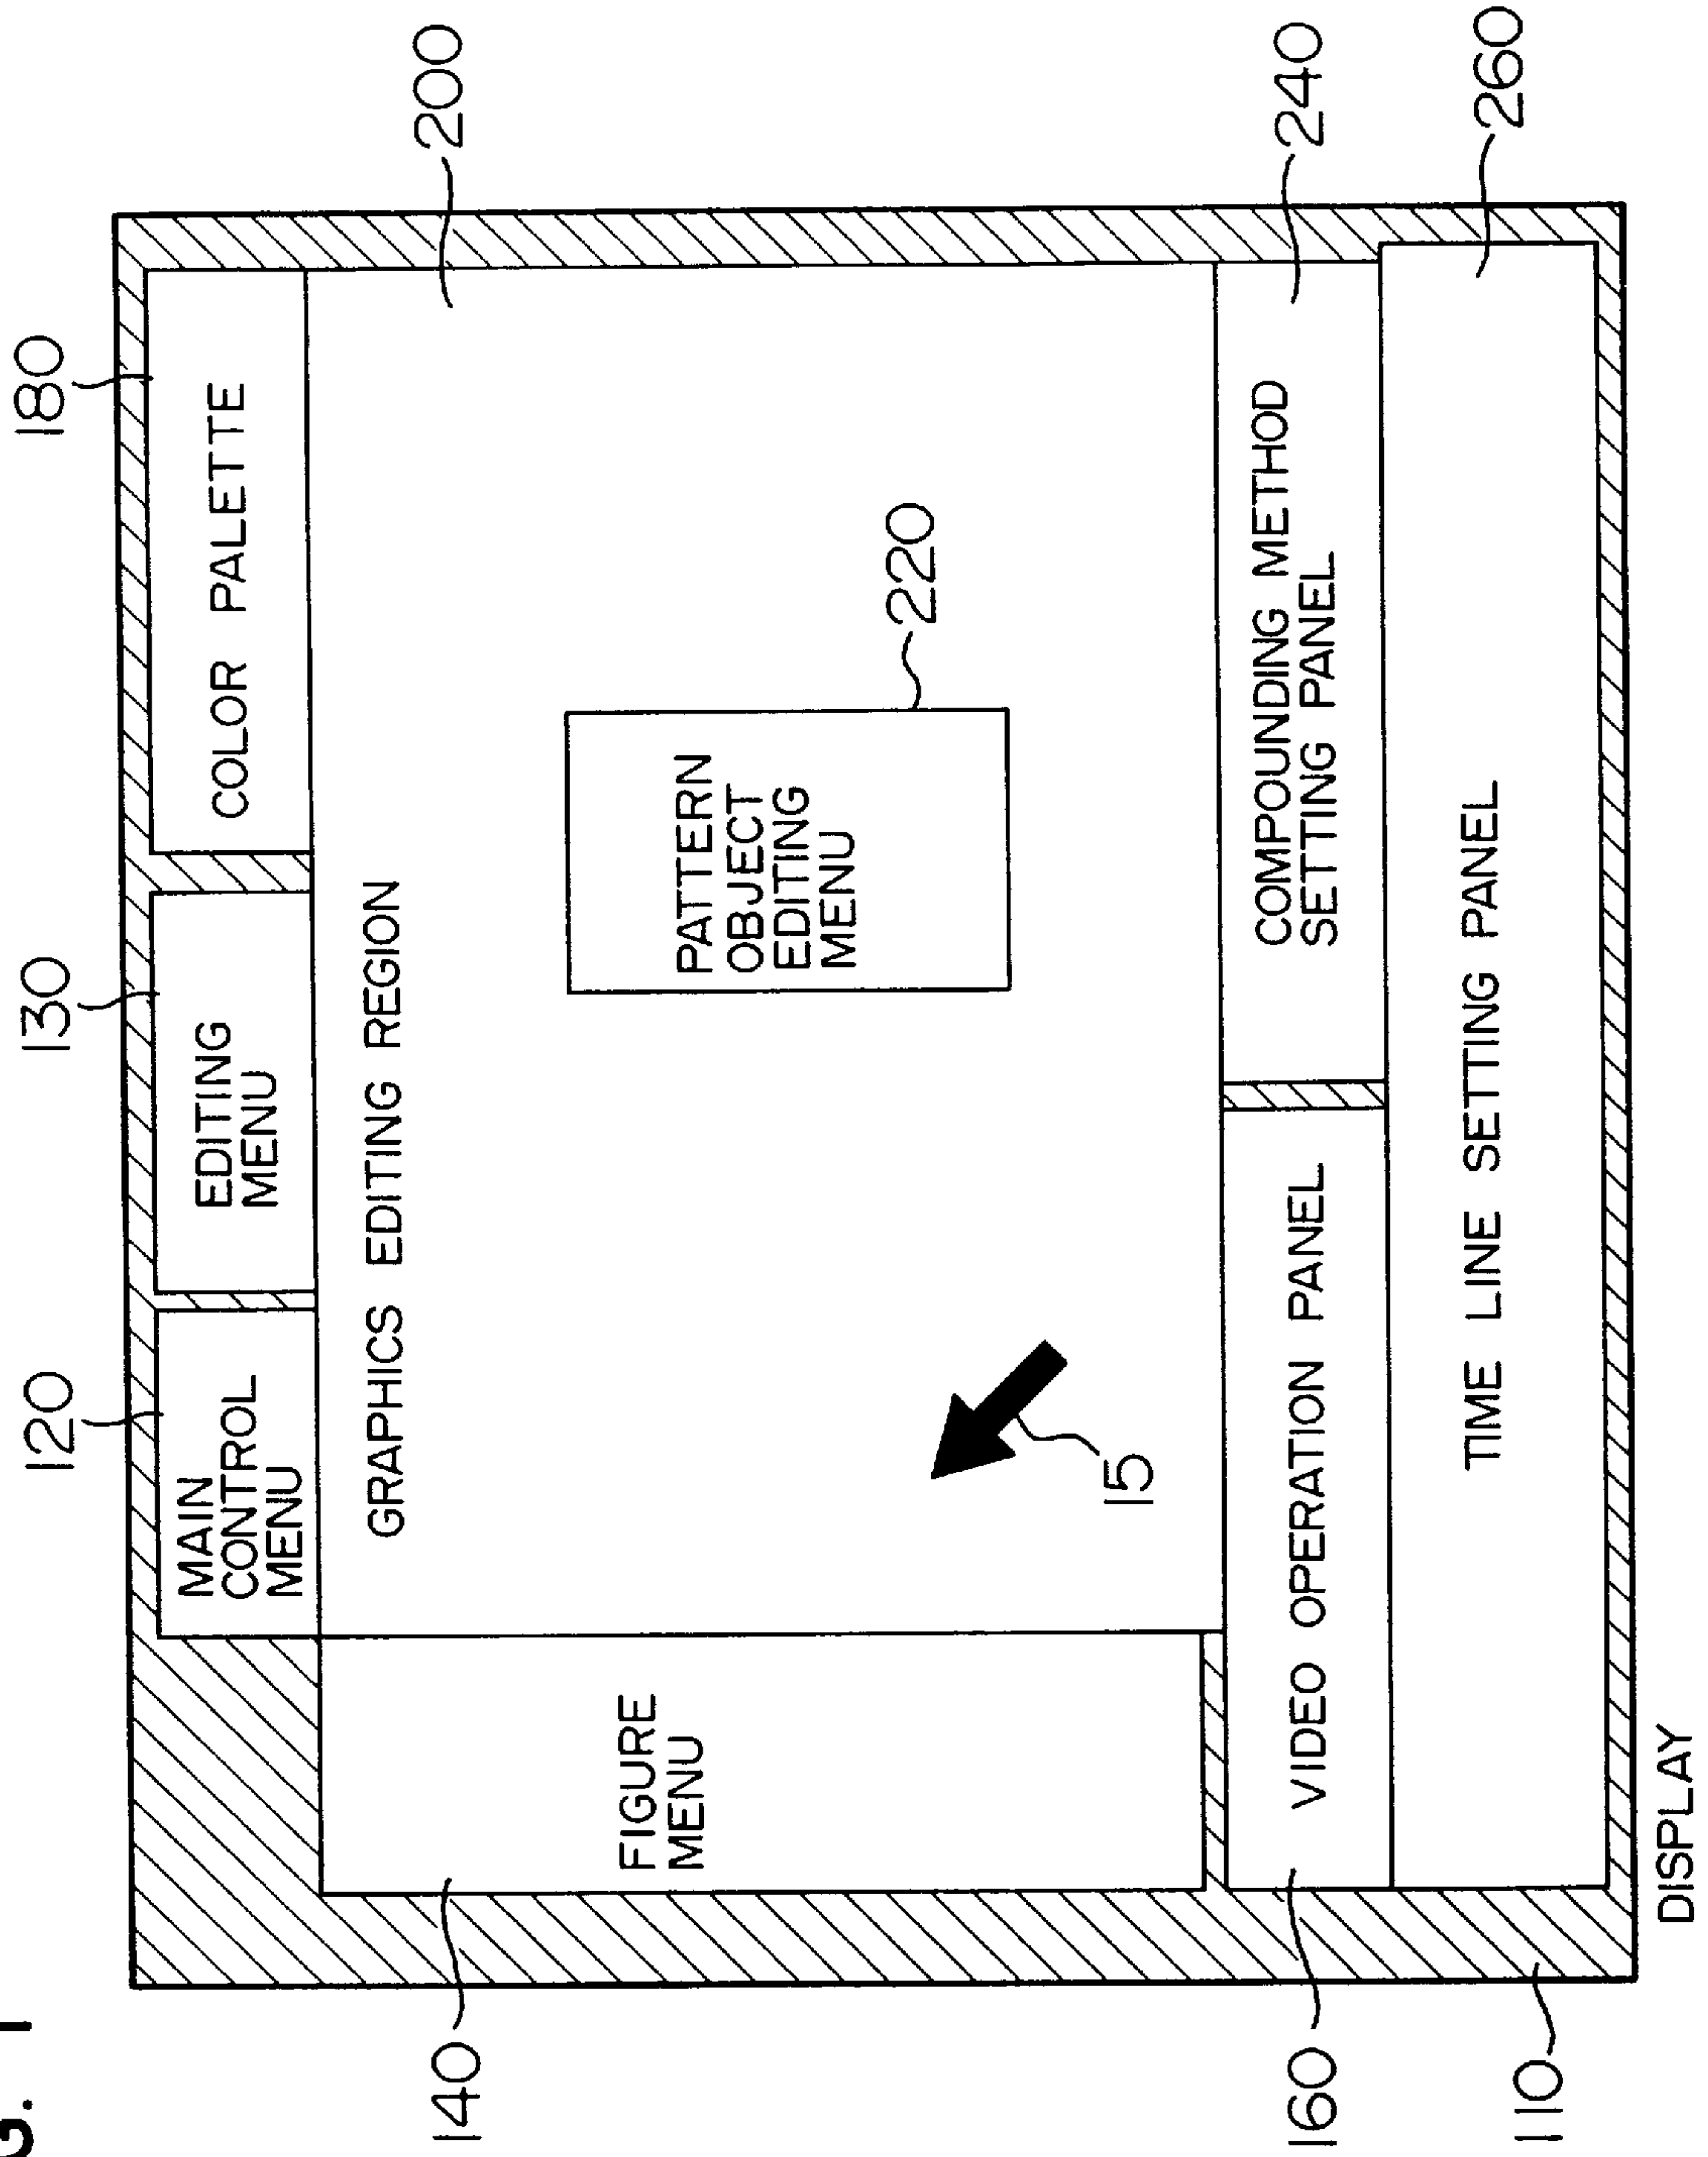 G. 1
120
130
180
MAIN
CONTROL
MENU
EDITING
MENU
COLOR PALETTE
140
FIGURE
MENU
GRAPHICS EDITING REGION
200
PATTERN
OBJECT
EDITING
MENU
220
15
160
VIDEO OPERATION PANEL
COMPOUNDING METHOD
SETTING PANEL
240
110
TIME LINE SETTING PANEL
260
DISPLAY